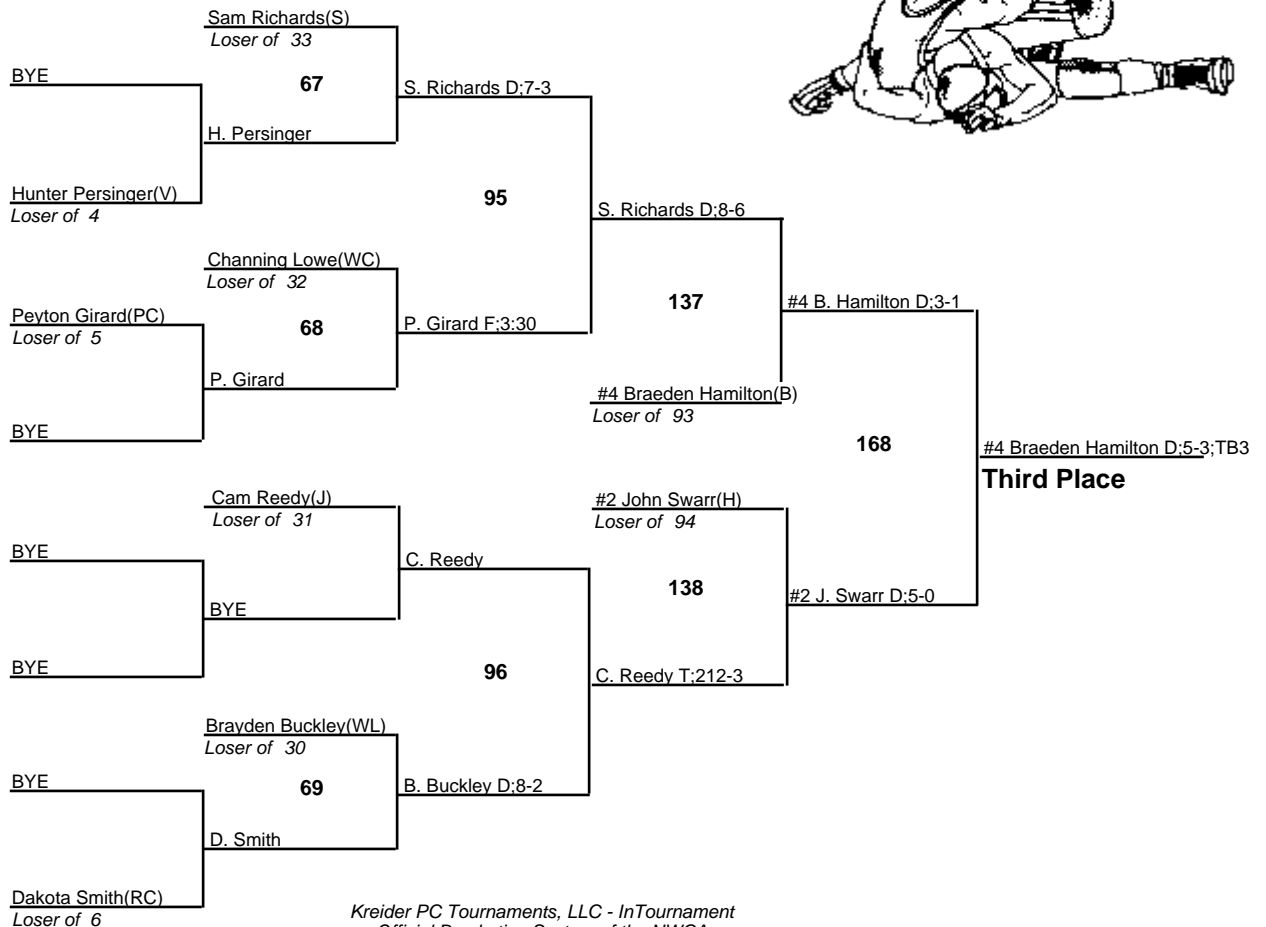 Sam Richards(S)
Loser of 33
BYE
67
S. Richards D;7-3
H. Persinger
Hunter Persinger(V)
Loser of 4
95
S. Richards D;8-6
Channing Lowe(WC)
Loser of 32
137
#4 B. Hamilton D;3-1
Peyton Girard(PC)
Loser of 5
68
P. Girard F;3:30
P. Girard
#4 Braeden Hamilton(B)
Loser of 93
BYE
168
#4 Braeden Hamilton D;5-3;TB3
Third Place
Cam Reedy(J)
Loser of 31
#2 John Swarr(H)
Loser of 94
BYE
C. Reedy
138
#2 J. Swarr D;5-0
BYE
BYE
96
C. Reedy T;212-3
Brayden Buckley(WL)
Loser of 30
BYE
69
B. Buckley D;8-2
D. Smith
Dakota Smith(RC)
Loser of 6
Kreider PC Tournaments, LLC - InTournament